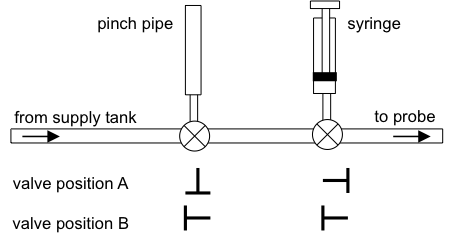 pinch pipe
syringe
from supply tank
to probe
valve position A
valve position B